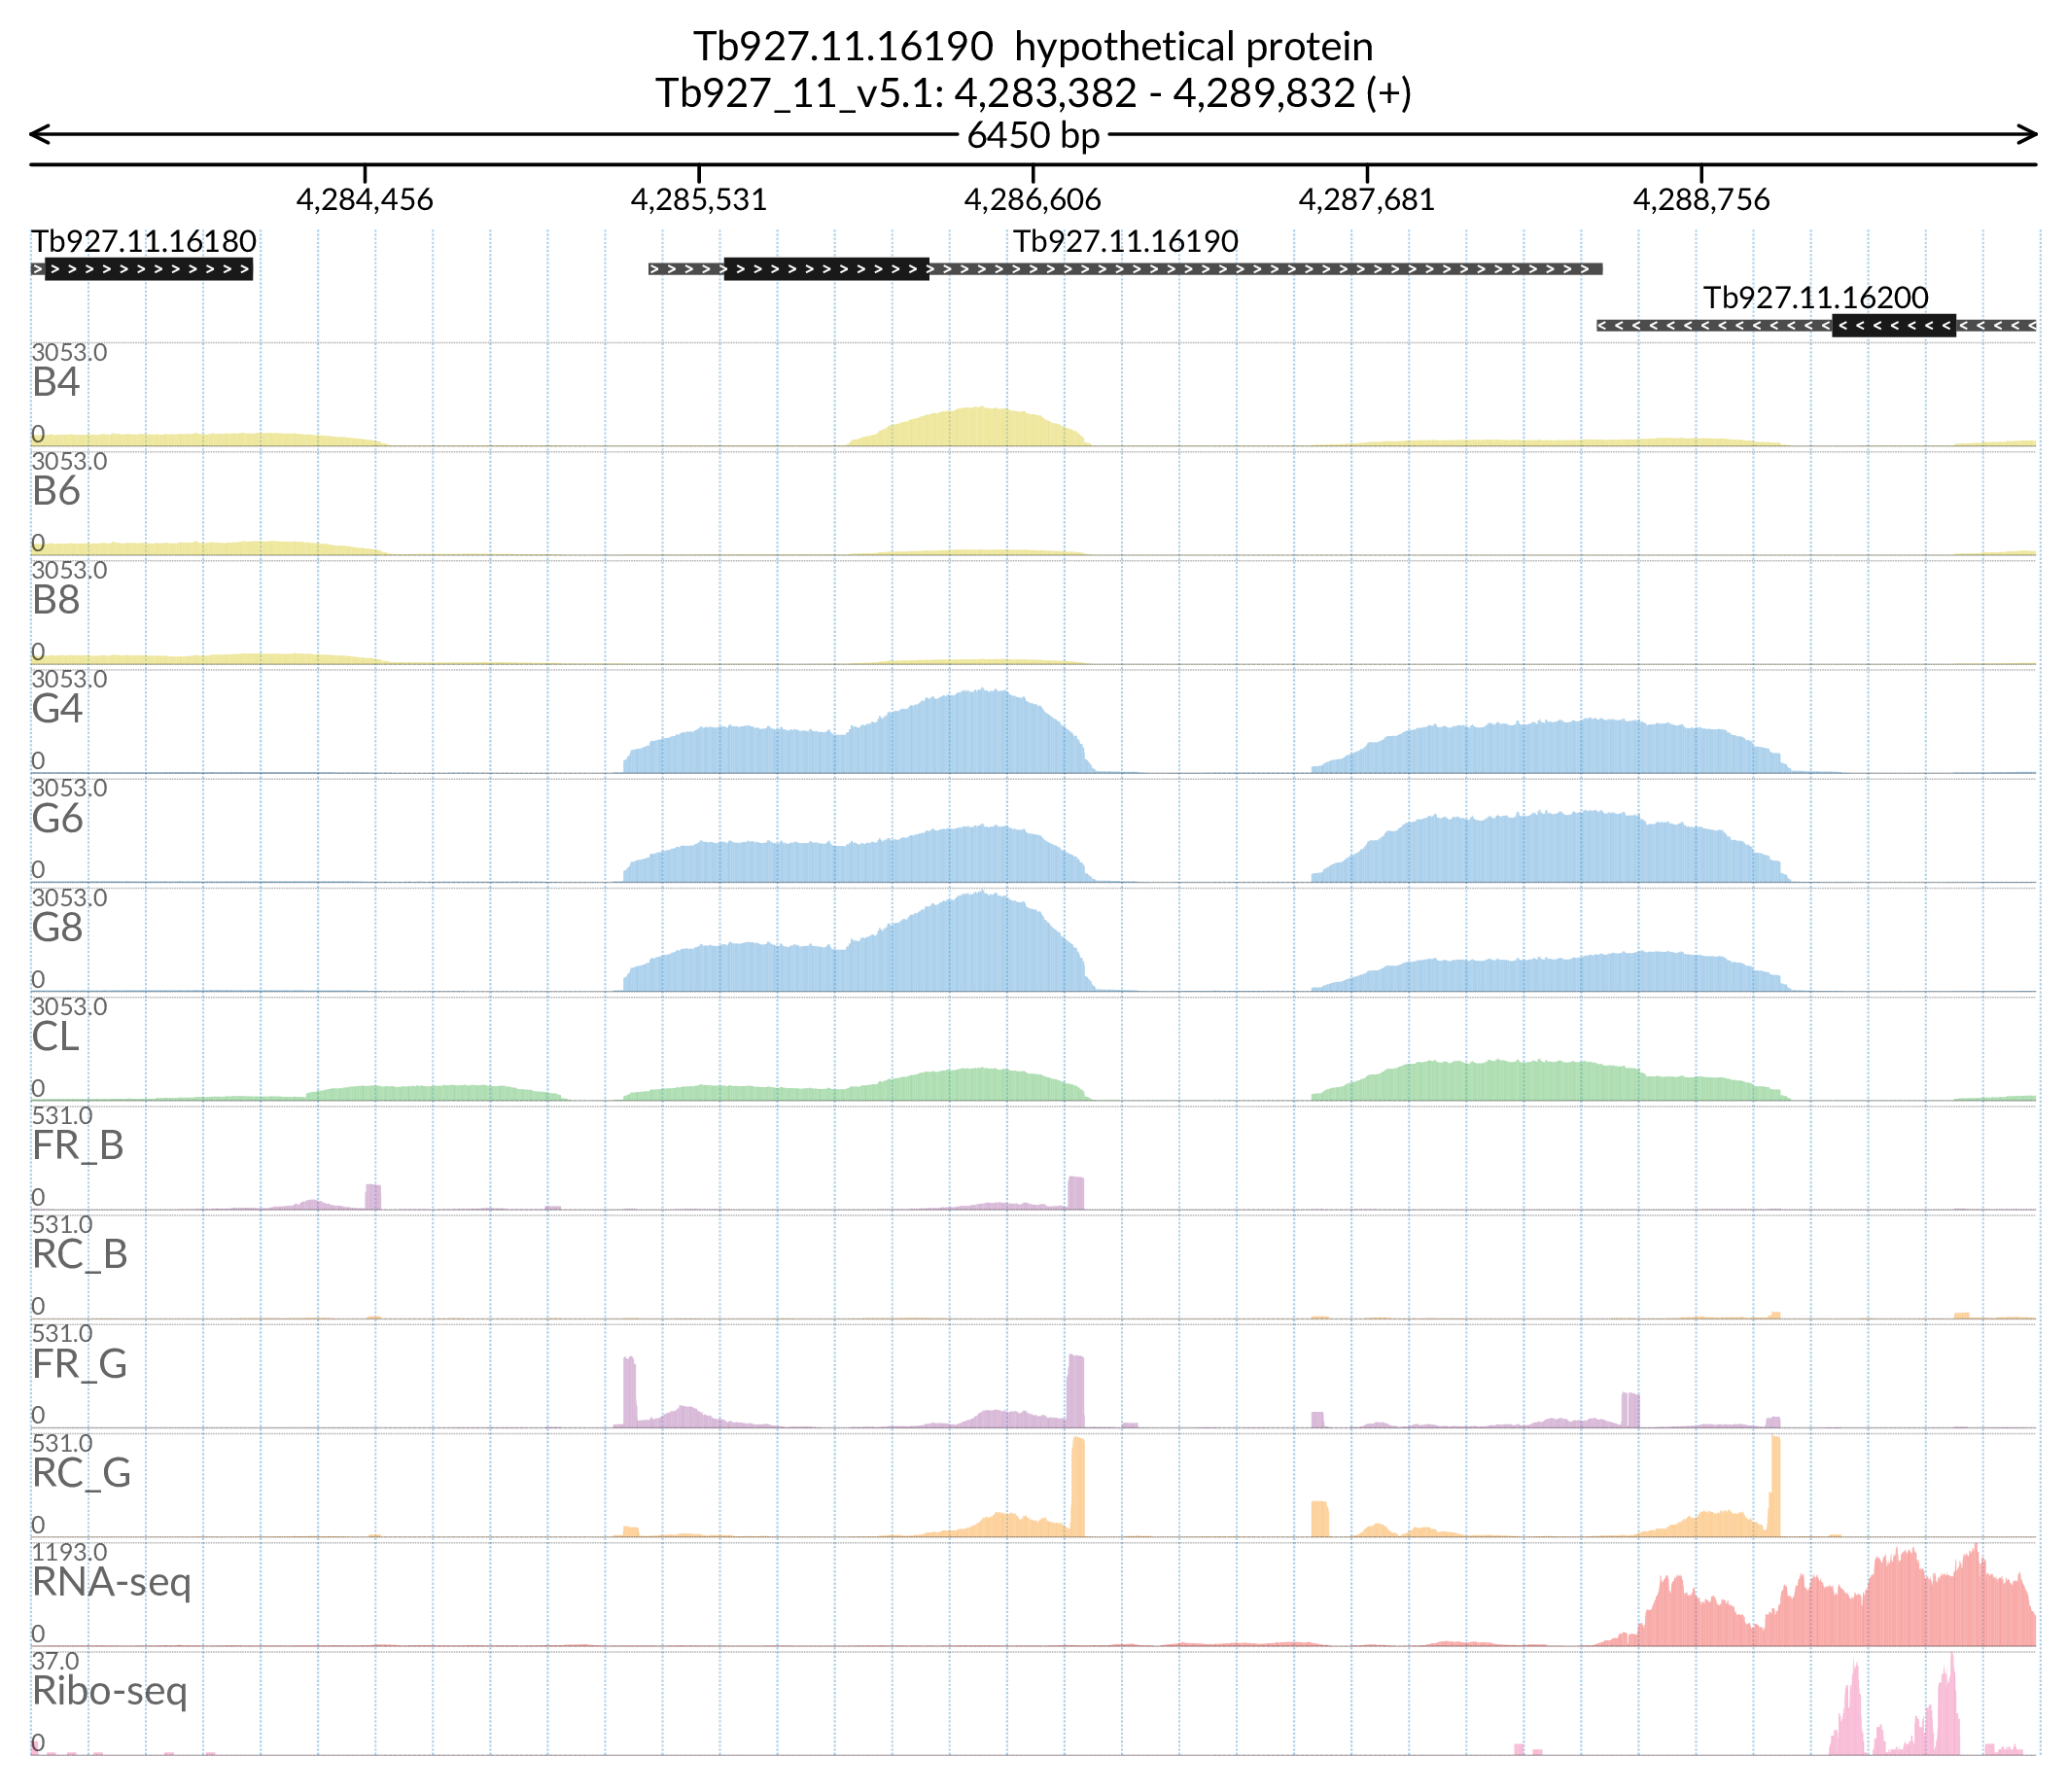 Tb927.11.16190  hypothetical protein
Tb927_11_v5.1: 4,283,382 - 4,289,832 (+)
6450 bp
4,284,456 4,285,531 4,286,606 4,287,681 4,288,756
Tb927.11.16180 Tb927.11.16190
Tb927.11.16200
3053.0
B4
0
3053.0
B6
0
3053.0
B8
0
3053.0
G4
0
3053.0
G6
0
3053.0
G8
0
3053.0
CL
0
531.0
FR_B
0
531.0
RC_B
0
531.0
FR_G
0
531.0
RC_G
0
1193.0
RNA-seq
0
37.0
Ribo-seq
0